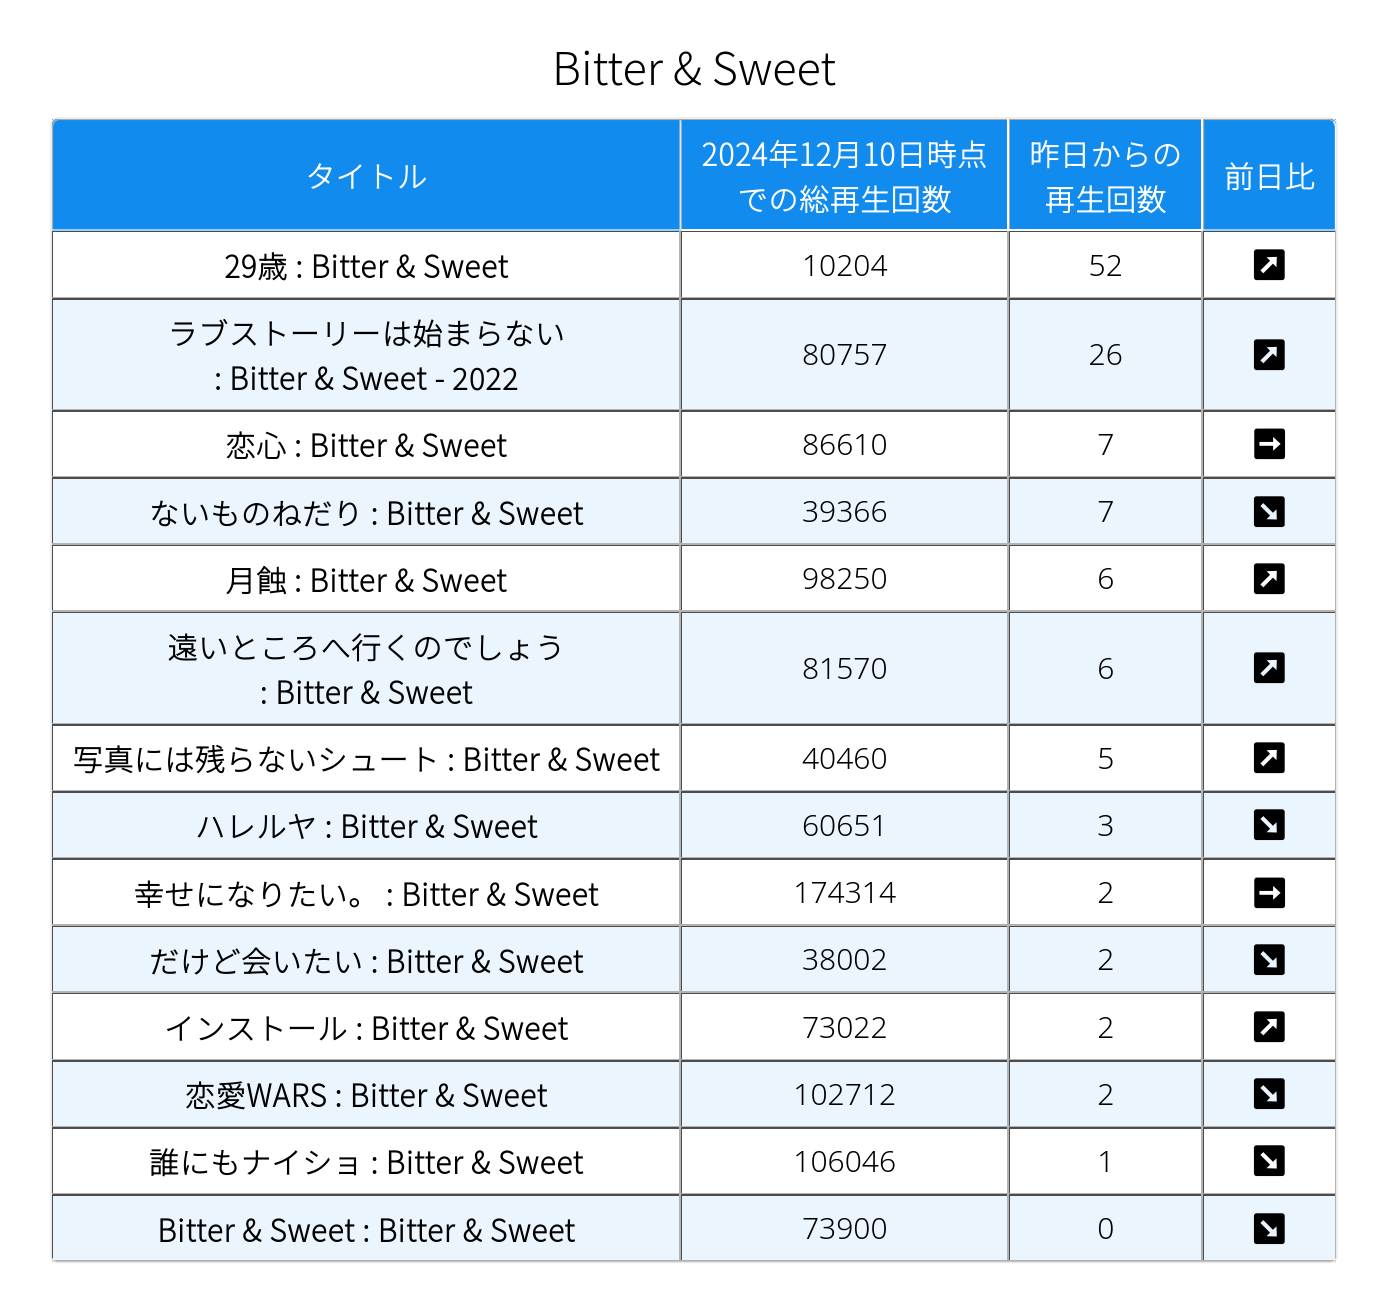 Bitter & Sweet
タイトル
2024年12月10日時点
での総再生回数
昨日からの
再生回数
前日比
29歳 : Bitter & Sweet
10204
52
↗
ラブストーリーは始まらない
: Bitter & Sweet - 2022
80757
26
↗
恋心 : Bitter & Sweet
86610
7
→
ないものねだり : Bitter & Sweet
39366
7
↘
月蝕 : Bitter & Sweet
98250
6
↗
遠いところへ行くのでしょう
: Bitter & Sweet
81570
6
↗
写真には残らないシュート : Bitter & Sweet
40460
5
↗
ハレルヤ : Bitter & Sweet
60651
3
↘
幸せになりたい。 : Bitter & Sweet
174314
2
→
だけど会いたい : Bitter & Sweet
38002
2
↘
インストール : Bitter & Sweet
73022
2
↗
恋愛WARS : Bitter & Sweet
102712
2
↘
誰にもナイショ : Bitter & Sweet
106046
1
↘
Bitter & Sweet : Bitter & Sweet
73900
0
↘